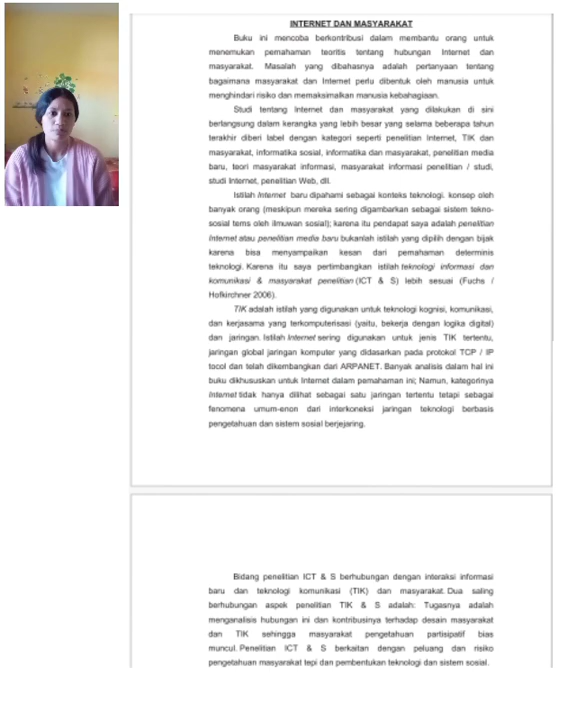 INTERNET DAN MASYARAKAT
Buku ini mencoba berkontribusi dalam membantu orang untuk
menemukan pemahaman teoritis tentang hubungan Internet dan
masyarakat. Masalah yang dibahasnya adalah pertanyaan tentang
bagaimana masyarakat dan Internet perlu dibentuk oleh manusia untuk
menghindari risiko dan memaksimalkan manusia kebahagiaan.
Studi tentang Internet dan masyarakat yang dilakukan di sini
berlangsung dalam kerangka yang lebih besar yang selama beberapa tahun
terakhir diberi label dengan kategori seperti penelitian Internet, TIK dan
masyarakat, informatika sosial, informatika dan masyarakat, penelitian media
baru, teori masyarakat informasi, masyarakat informasi penelitian / studi,
studi Internet, penelitian Web, dll.
Istilah Internet baru dipahami sebagai konteks teknologi. konsep oleh
banyak orang (meskipun mereka sering digambarkan sebagai sistem tekno-
sosial tems oleh ilmuwan sosial); karena itu pendapat saya adalah penelitian
Internet atau penelitian media baru bukanlah istilah yang dipilih dengan bijak
karena bisa menyampaikan kesan dari pemahaman determinis
teknologi. Karena itu saya pertimbangkan istilah teknologi informasi dan
komunikasi & masyarakat penelitian (ICT & S) lebih sesuai (Fuchs /
Hofkirchner 2006).
TIK adalah istilah yang digunakan untuk teknologi kognisi, komunikasi,
dan kerjasama yang terkomputerisasi (yaitu, bekerja dengan logika digital)
dan jaringan. Istilah Internet sering digunakan untuk jenis TIK tertentu,
jaringan global jaringan komputer yang didasarkan pada protokol TCP / IP
tocol dan telah dikembangkan dari ARPANET. Banyak analisis dalam hal ini
buku dikhususkan untuk Internet dalam pemahaman ini; Namun, kategorinya
Internet tidak hanya dilihat sebagai satu jaringan tertentu tetapi sebagai
fenomena umum-enon dari interkoneksi jaringan teknologi berbasis
pengetahuan dan sistem sosial berjejaring.
Bidang penelitian ICT & S berhubungan dengan interaksi informasi
baru dan teknologi komunikasi (TIK) dan masyarakat. Dua saling
berhubungan aspek penelitian TIK & S adalah: Tugasnya adalah
menganalisis hubungan ini dan kontribusinya terhadap desain masyarakat
dan TIK sehingga masyarakat pengetahuan partisipatif bias
muncul. Penelitian ICT & S berkaitan dengan peluang dan risiko
pengetahuan masyarakat tepi dan pembentukan teknologi dan sistem sosial.